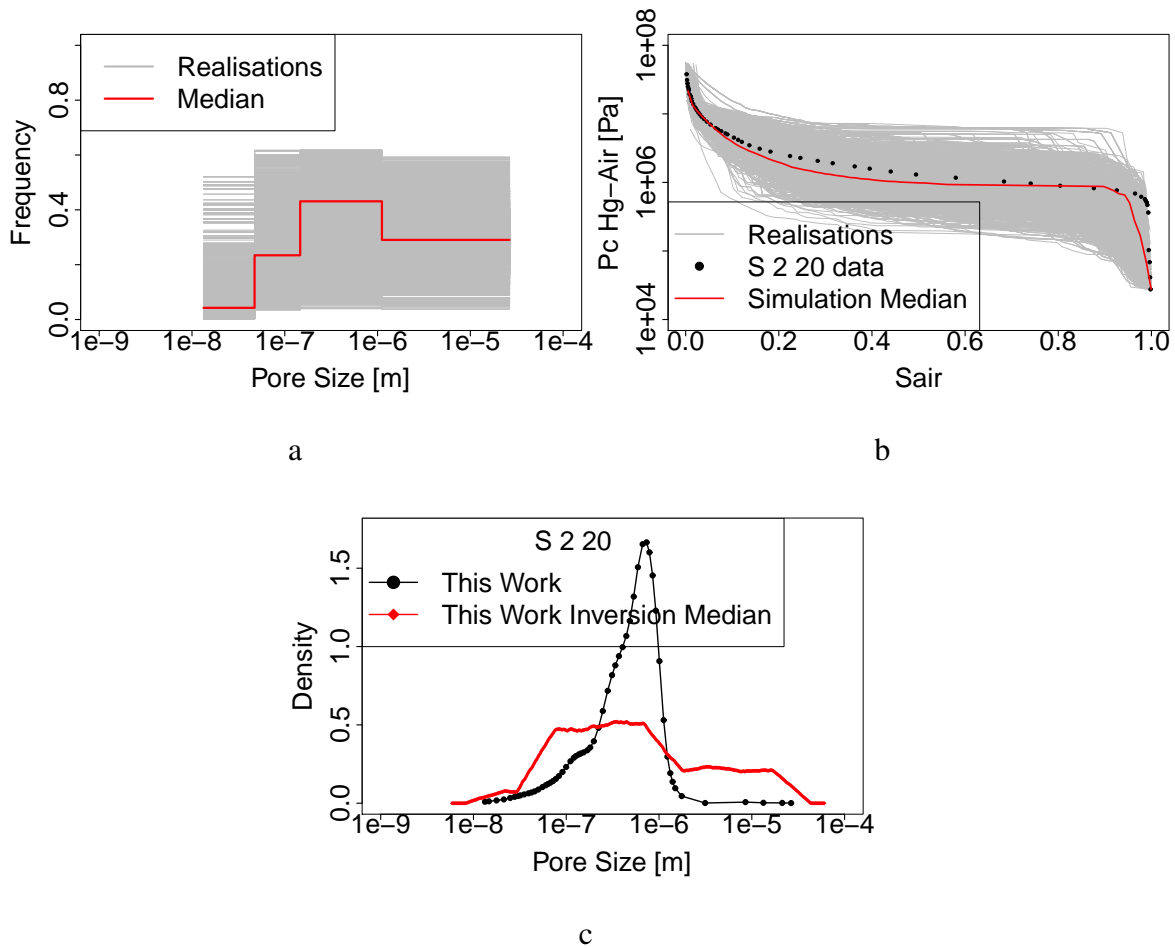 Realisations
Median
Frequency
0.8
0.4
0.0
1e−9
1e−8
1e−7
1e−6
1e−5
1e−4
Pore Size [m]
a
Pc Hg−Air [Pa]
1e+08
1e+06
1e+04
Realisations
S 2 20 data
Simulation Median
0.0
0.2
0.4
0.6
0.8
1.0
Sair
b
S 2 20
This Work
This Work Inversion Median
Density
1.5
1.0
0.5
0.0
1e−9
1e−8
1e−7
1e−6
1e−5
1e−4
Pore Size [m]
c